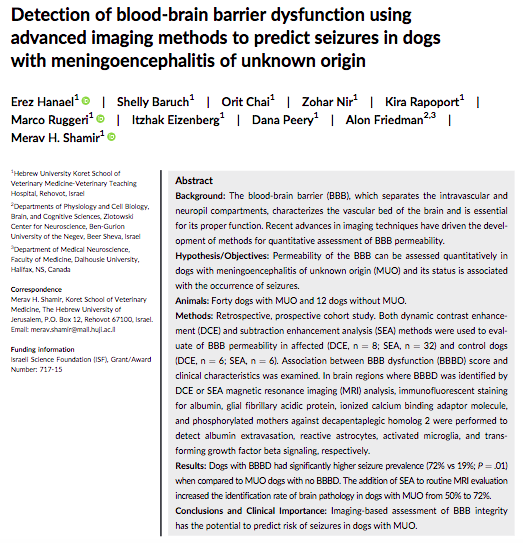 Detection of blood-brain barrier dysfunction using
advanced imaging methods to predict seizures in dogs
with meningoencephalitis of unknown origin
Erez Hanael1 | Shelly Baruch1 | Orit Chai1 | Zohar Nir1 | Kira Rapoport1 |
Marco Ruggeri1 | Itzhak Eizenberg1 | Dana Peery1 | Alon Friedman2,3 |
Merav H. Shamir1
1Hebrew University Koret School of
Veterinary Medicine-Veterinary Teaching
Hospital, Rehovot, Israel
2Departments of Physiology and Cell Biology,
Brain, and Cognitive Sciences, Zlotowski
Center for Neuroscience, Ben-Gurion
University of the Negev, Beer Sheva, Israel
3Department of Medical Neuroscience,
Faculty of Medicine, Dalhousie University,
Halifax, NS, Canada
Correspondence
Merav H. Shamir, Koret School of Veterinary
Medicine, The Hebrew University of
Jerusalem, P.O. Box 12, Rehovot 67100, Israel.
Email: merav.shamir@mail.huji.ac.il
Funding information
Israel Science Foundation (ISF), Grant/Award
Number: 717-15
Abstract
Background: The blood-brain barrier (BBB), which separates the intravascular and
neuropil compartments, characterizes the vascular bed of the brain and is essential
for its proper function. Recent advances in imaging techniques have driven the devel-
opment of methods for quantitative assessment of BBB permeability.
Hypothesis/Objectives: Permeability of the BBB can be assessed quantitatively in
dogs with meningoencephalitis of unknown origin (MUO) and its status is associated
with the occurrence of seizures.
Animals: Forty dogs with MUO and 12 dogs without MUO.
Methods: Retrospective, prospective cohort study. Both dynamic contrast enhance-
ment (DCE) and subtraction enhancement analysis (SEA) methods were used to eval-
uate of BBB permeability in affected (DCE, n = 8; SEA, n = 32) and control dogs
(DCE, n = 6; SEA, n = 6). Association between BBB dysfunction (BBBD) score and
clinical characteristics was examined. In brain regions where BBBD was identified by
DCE or SEA magnetic resonance imaging (MRI) analysis, immunofluorescent staining
for albumin, glial fibrillary acidic protein, ionized calcium binding adaptor molecule,
and phosphorylated mothers against decapentaplegic homolog 2 were performed to
detect albumin extravasation, reactive astrocytes, activated microglia, and trans-
forming growth factor beta signaling, respectively.
Results: Dogs with BBBD had significantly higher seizure prevalence (72% vs 19%; P = .01)
when compared to MUO dogs with no BBBD. The addition of SEA to routine MRI evaluation
increased the identification rate of brain pathology in dogs with MUO from 50% to 72%.
Conclusions and Clinical Importance: Imaging-based assessment of BBB integrity
has the potential to predict risk of seizures in dogs with MUO.